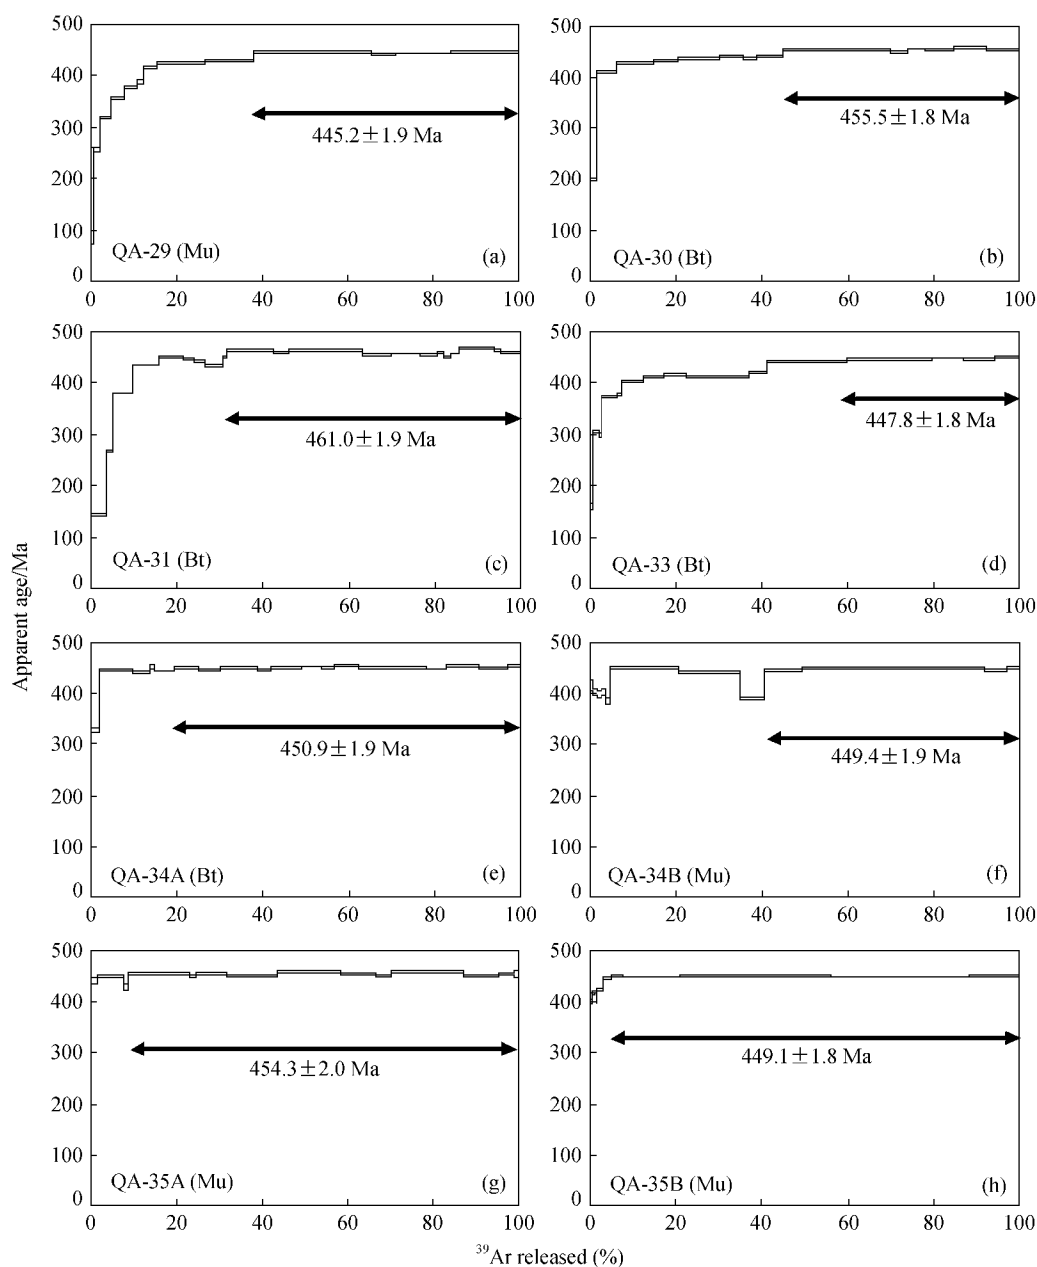 500
400
300
200
100
0
445.2±1.9 Ma
QA-29 (Mu)
(a)
0 20 40 60 80 100
500
400
300
200
100
0
455.5±1.8 Ma
QA-30 (Bt)
(b)
0 20 40 60 80 100
500
400
300
200
100
0
461.0±1.9 Ma
QA-31 (Bt)
(c)
0 20 40 60 80 100
500
400
300
200
100
0
447.8±1.8 Ma
QA-33 (Bt)
(d)
0 20 40 60 80 100
Apparent age/Ma
500
400
300
200
100
0
450.9±1.9 Ma
QA-34A (Bt)
(e)
0 20 40 60 80 100
500
400
300
200
100
0
449.4±1.9 Ma
QA-34B (Mu)
(f)
0 20 40 60 80 100
500
400
300
200
100
0
454.3±2.0 Ma
QA-35A (Mu)
(g)
0 20 40 60 80 100
500
400
300
200
100
0
449.1±1.8 Ma
QA-35B (Mu)
(h)
0 20 40 60 80 100
³⁹Ar released (%)